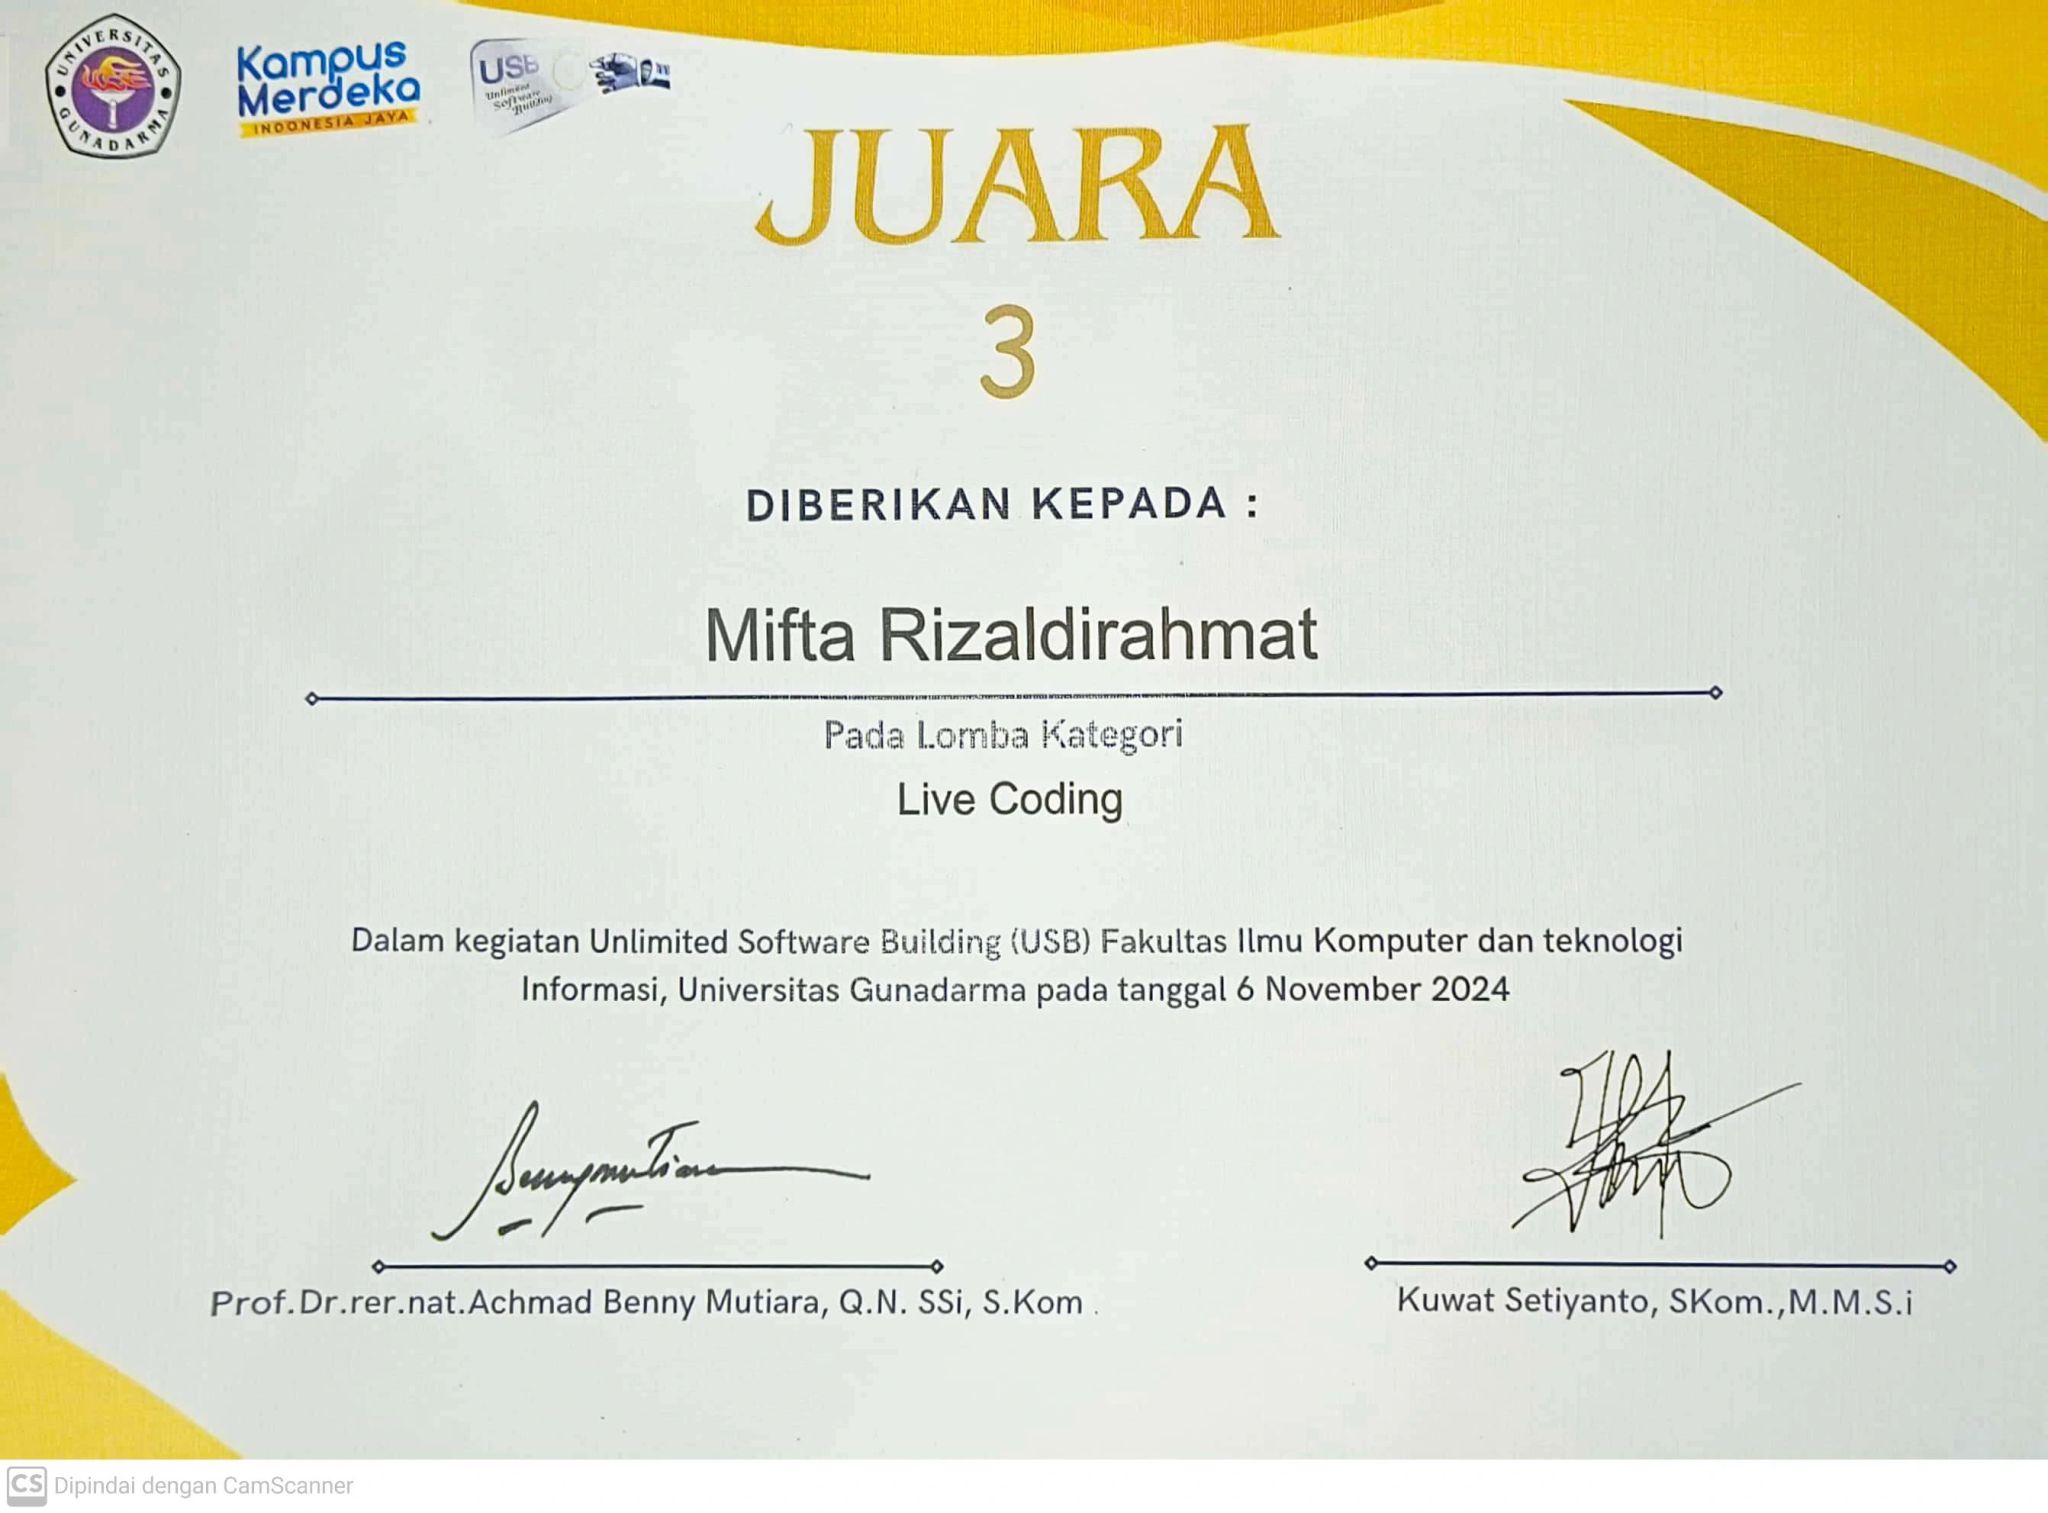 UNIVERSITAS GUNADARMA
Kampus
Merdeka
INDONESIA JAYA
USB
Unlimited
Software
Building
JUARA
3
DIBERIKAN KEPADA :
Mifta Rizaldirahmat
Pada Lomba Kategori
Live Coding
Dalam kegiatan Unlimited Software Building (USB) Fakultas Ilmu Komputer dan teknologi
Informasi, Universitas Gunadarma pada tanggal 6 November 2024
Prof.Dr.rer.nat.Achmad Benny Mutiara, Q.N. SSi, S.Kom .
Kuwat Setiyanto, SKom.,M.M.S.i
CS Dipindai dengan CamScanner